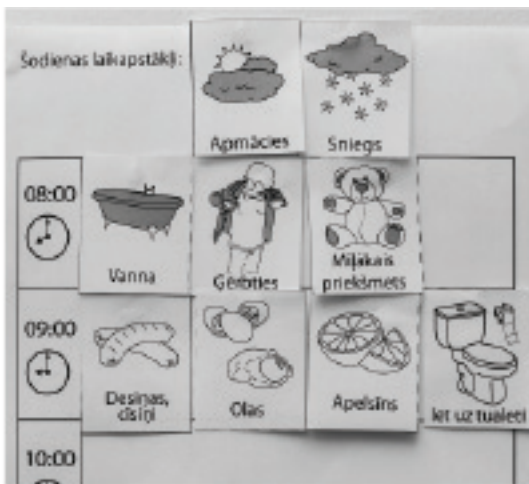 Šodienas laikapstākļi:
Apmācies
Sniegs
08:00
Vanna
Ģērbties
Mīļākais
priekšmets
09:00
Desiņas,
cīsiņi
Olas
Apelsīns
Iet uz tualeti
10:00